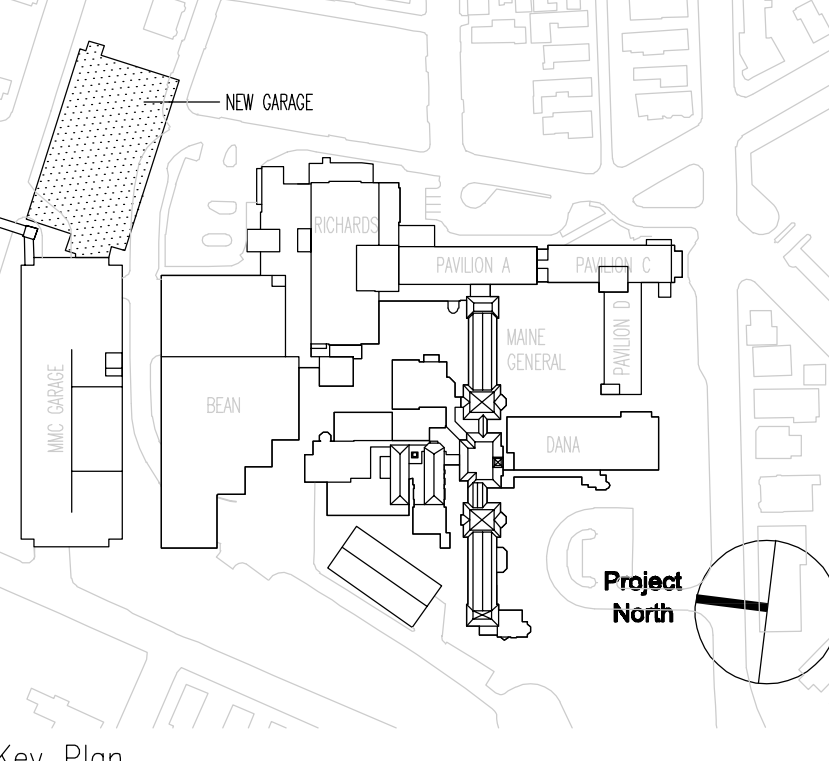 NEW GARAGE
RICHARDS
PAVILION A
PAVILION C
PAVILION D
MAINE
GENERAL
MMC GARAGE
BEAN
DANA
Project
North
Key Plan